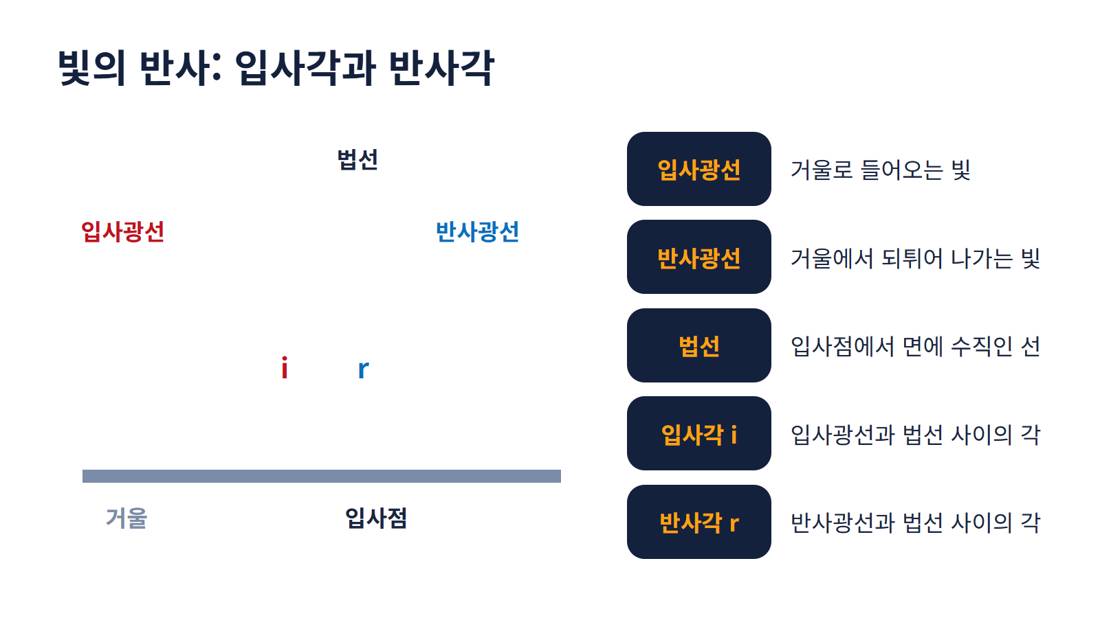 빛의 반사: 입사각과 반사각
법선
입사광선
반사광선
i
r
거울
입사점
입사광선
거울로 들어오는 빛
반사광선
거울에서 되튀어 나가는 빛
법선
입사점에서 면에 수직인 선
입사각 i
입사광선과 법선 사이의 각
반사각 r
반사광선과 법선 사이의 각